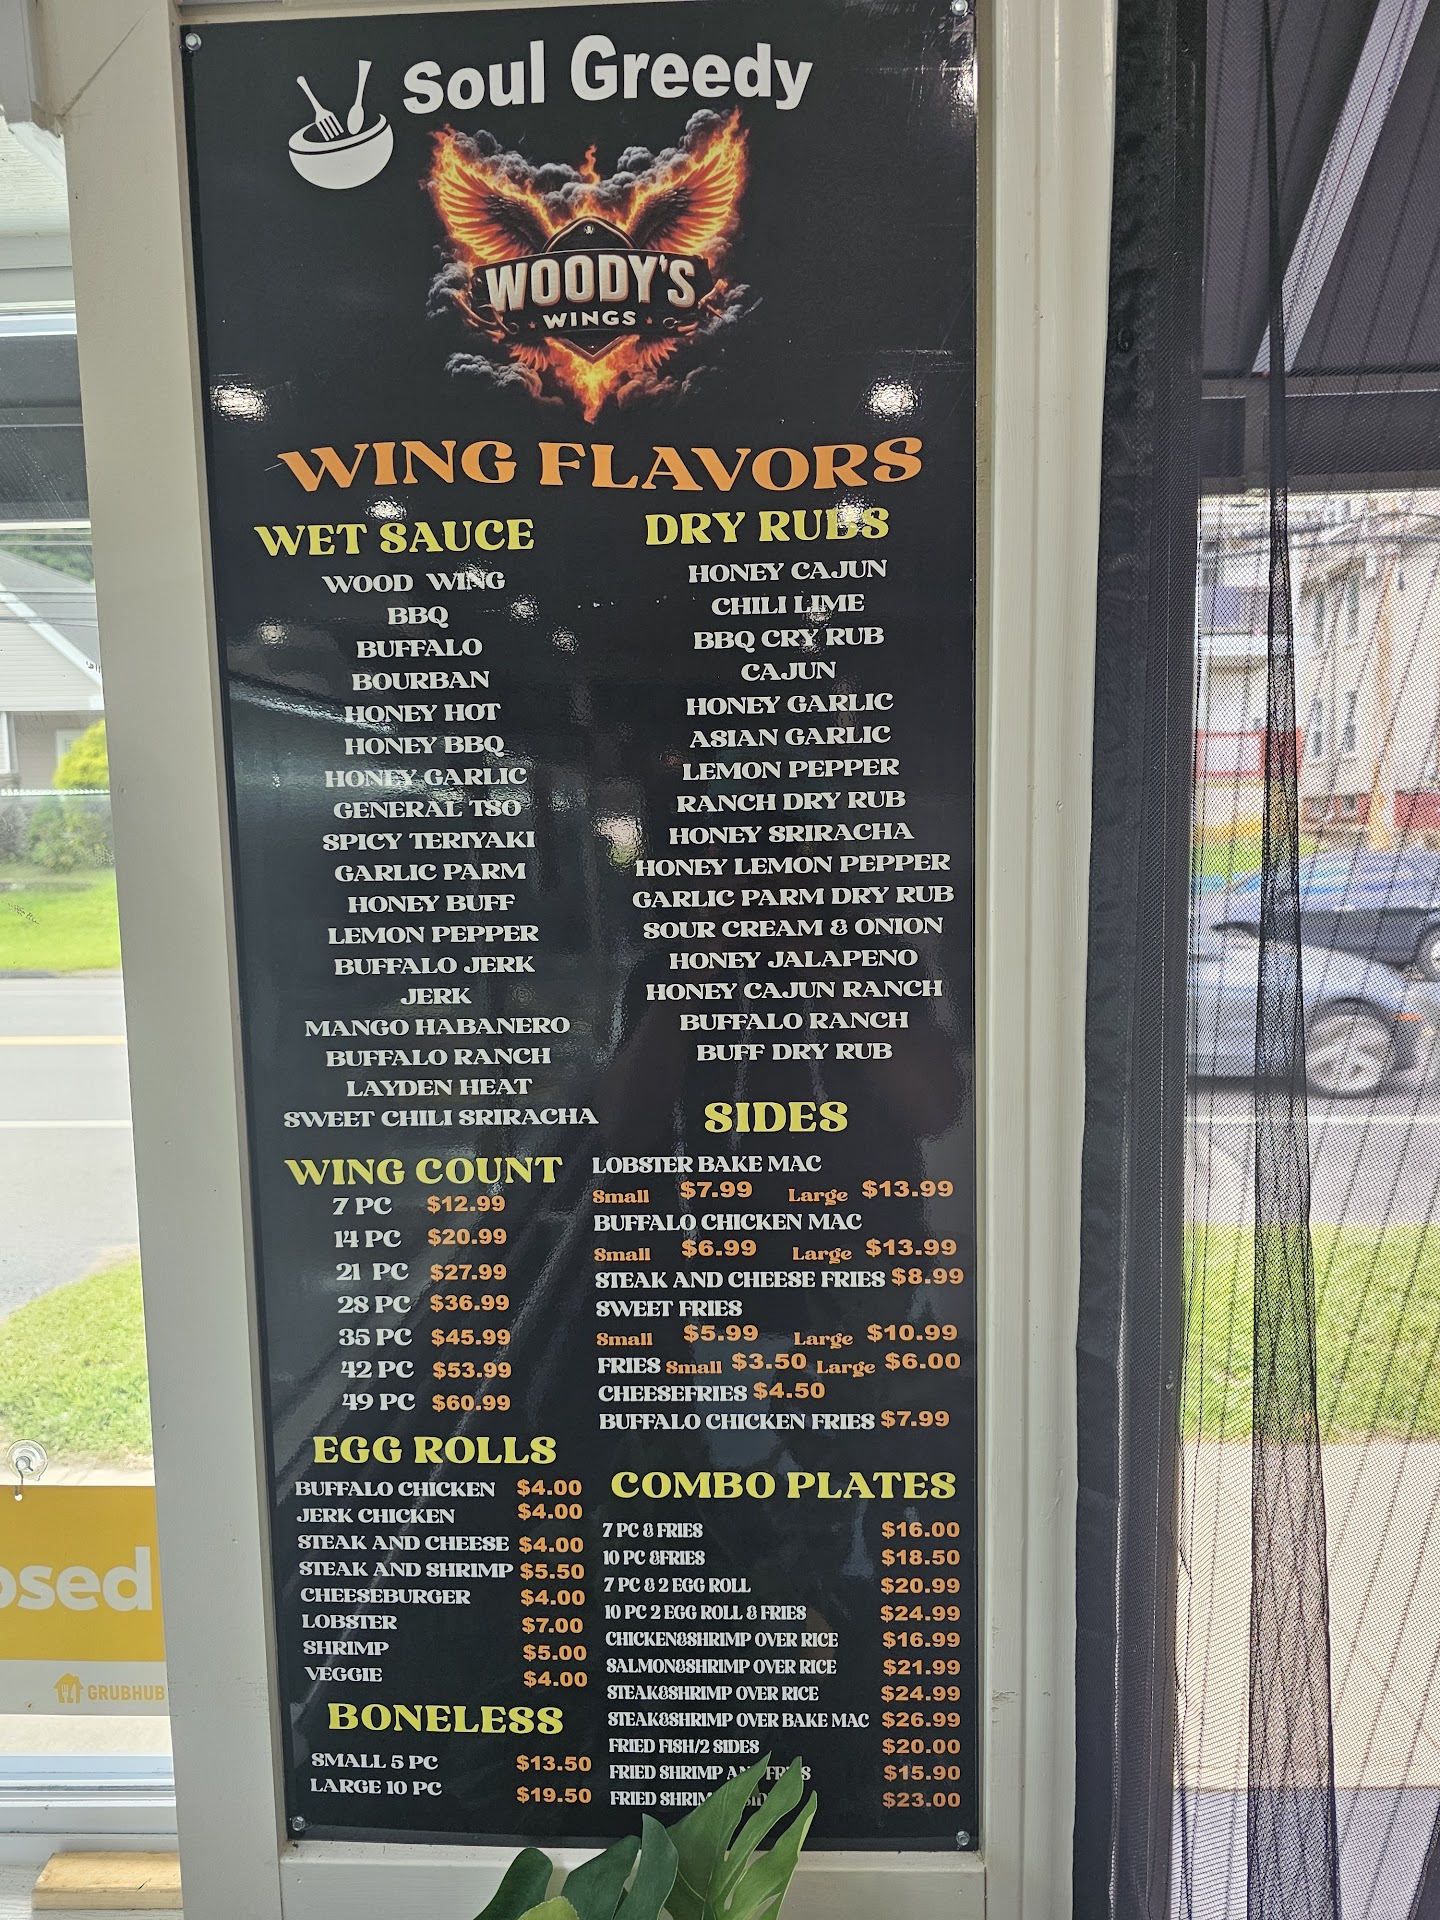 Soul Greedy
WOODY'S
WINGS
WING FLAVORS
WET SAUCE
WOOD WING
BBQ
BUFFALO
BOURBAN
HONEY HOT
HONEY BBQ
HONEY GARLIC
GENERAL TSO
SPICY TERIYAKI
GARLIC PARM
HONEY BUFF
LEMON PEPPER
BUFFALO JERK
JERK
MANGO HABANERO
BUFFALO RANCH
LAYDEN HEAT
SWEET CHILI SRIRACHA
DRY RUBS
HONEY CAJUN
CHILI LIME
BBQ CRY RUB
CAJUN
HONEY GARLIC
ASIAN GARLIC
LEMON PEPPER
RANCH DRY RUB
HONEY SRIRACHA
HONEY LEMON PEPPER
GARLIC PARM DRY RUB
SOUR CREAM & ONION
HONEY JALAPENO
HONEY CAJUN RANCH
BUFFALO RANCH
BUFF DRY RUB
WING COUNT
7 PC $12.99
14 PC $20.99
21 PC $27.99
28 PC $36.99
35 PC $45.99
42 PC $53.99
49 PC $60.99
SIDES
LOBSTER BAKE MAC
Small $7.99 Large $13.99
BUFFALO CHICKEN MAC
Small $6.99 Large $13.99
STEAK AND CHEESE FRIES $8.99
SWEET FRIES
Small $5.99 Large $10.99
FRIES Small $3.50 Large $6.00
CHEESEFRIES $4.50
BUFFALO CHICKEN FRIES $7.99
EGG ROLLS
BUFFALO CHICKEN $4.00
JERK CHICKEN $4.00
STEAK AND CHEESE $4.00
STEAK AND SHRIMP $5.50
CHEESEBURGER $4.00
LOBSTER $7.00
SHRIMP $5.00
VEGGIE $4.00
BONELESS
SMALL 5 PC $13.50
LARGE 10 PC $19.50
COMBO PLATES
7 PC & FRIES $16.00
10 PC &FRIES $18.50
7 PC & 2 EGG ROLL $20.99
10 PC 2 EGG ROLL & FRIES $24.99
CHICKEN&SHRIMP OVER RICE $16.99
SALMON&SHRIMP OVER RICE $21.99
STEAK&SHRIMP OVER RICE $24.99
STEAK&SHRIMP OVER BAKE MAC $26.99
FRIED FISH/2 SIDES $20.00
FRIED SHRIMP $15.90
FRIED $23.00
GRUBHUB